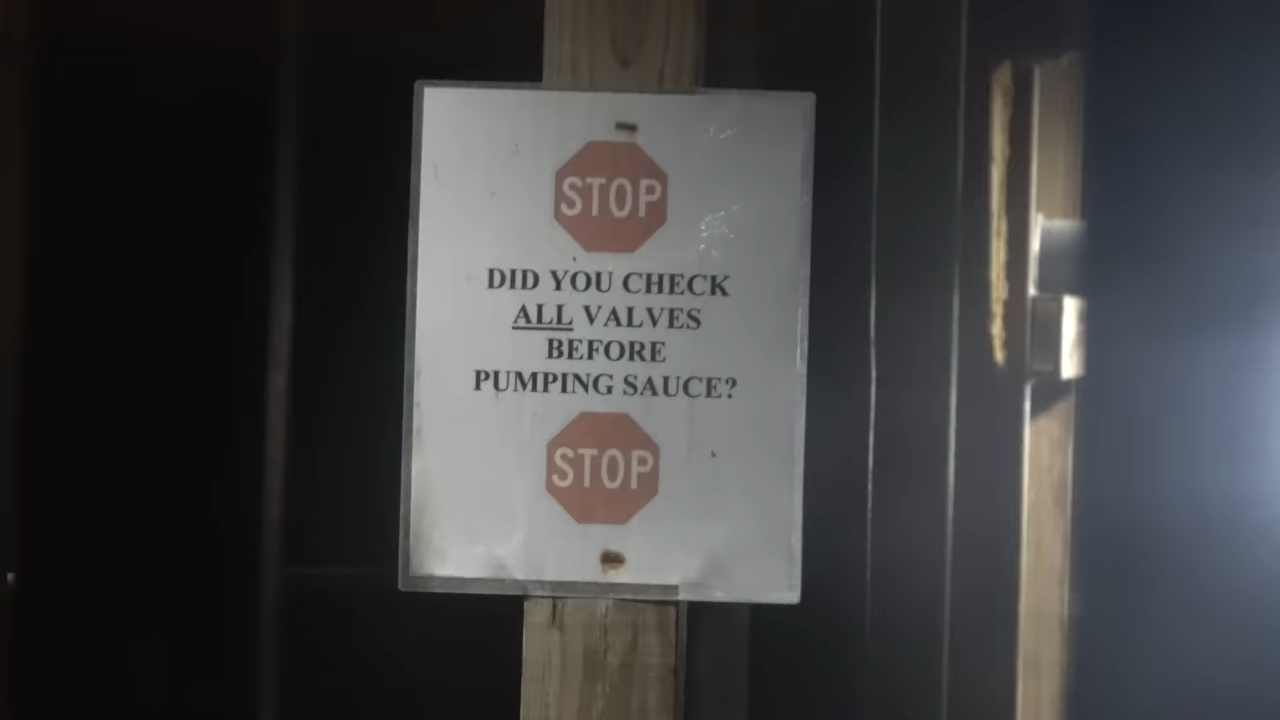 STOP
DID YOU CHECK
ALL VALVES
BEFORE
PUMPING SAUCE?
STOP